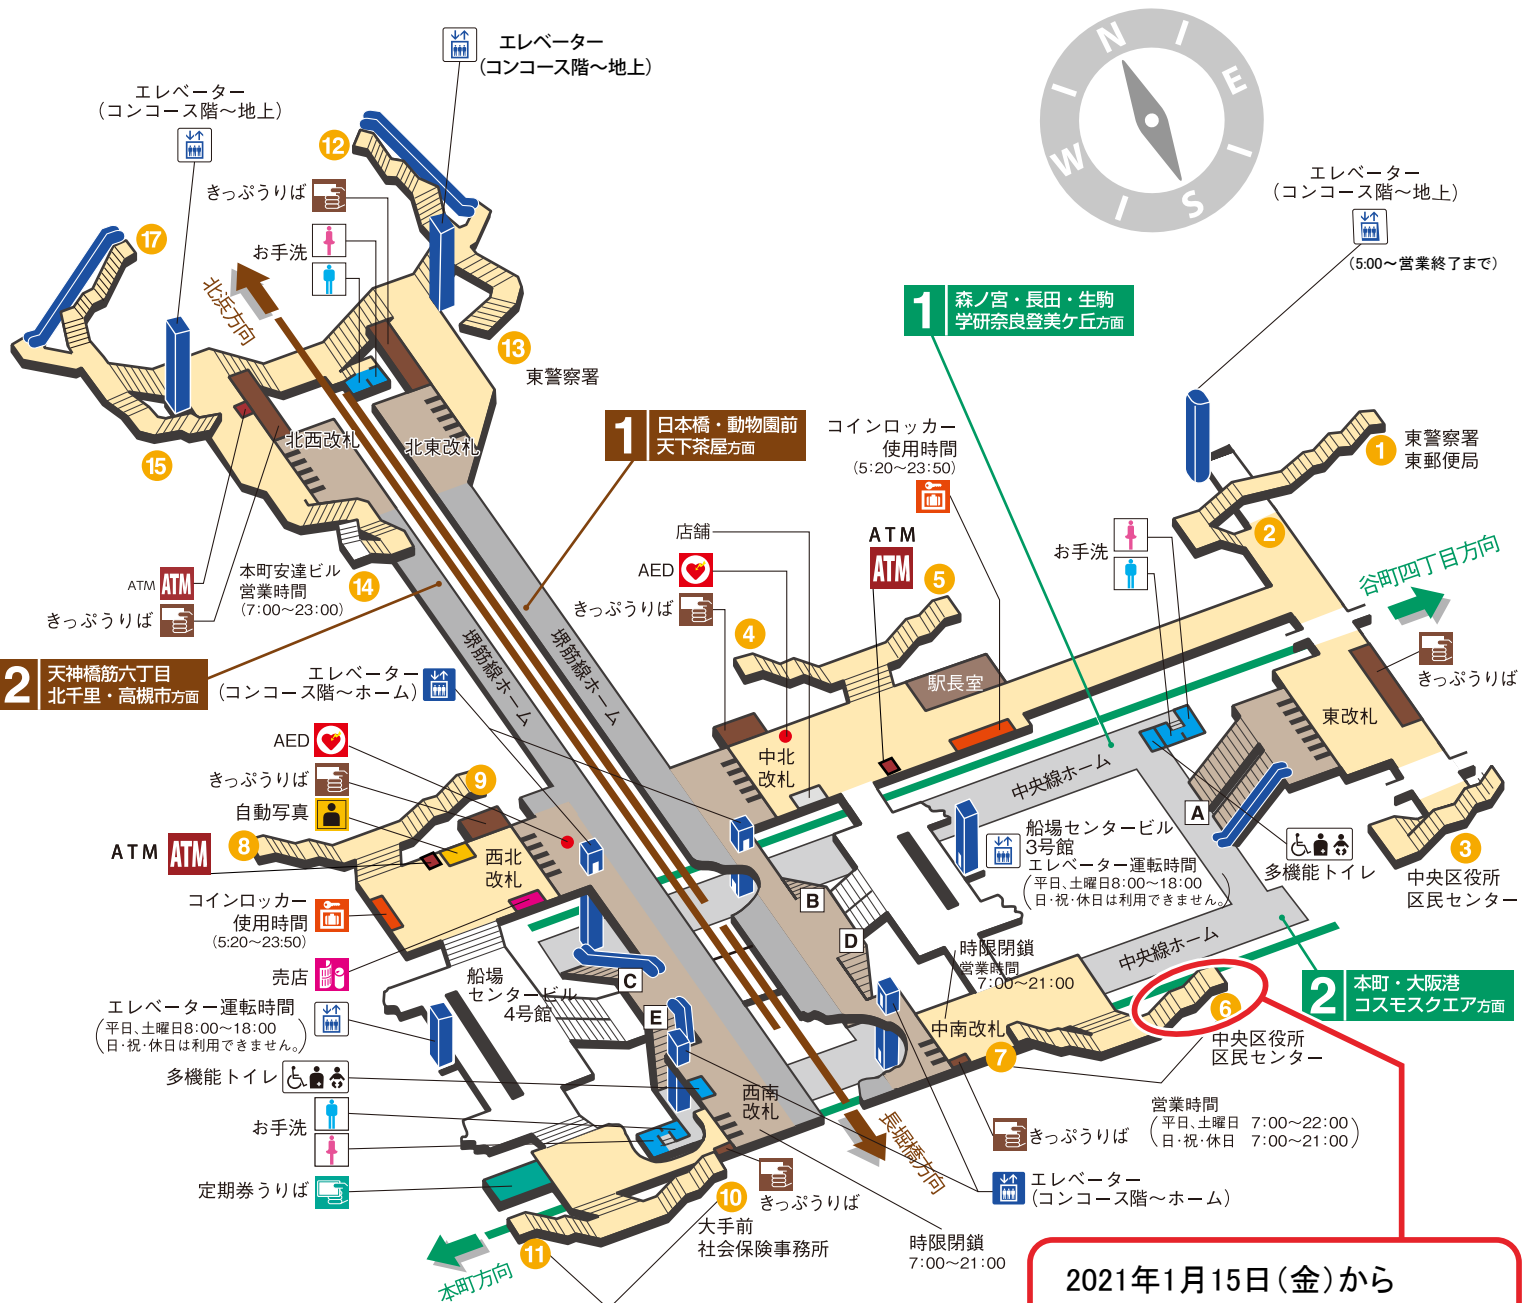 エレベーター
(コンコース階～地上)
エレベーター
(コンコース階～地上)
N
E
S
W
エレベーター
(コンコース階～地上)
(5:00～営業終了まで)
12
きっぷうりば
お手洗
17
北浜方向
13
東警察署
1
森ノ宮・長田・生駒
学研奈良登美ケ丘方面
1
日本橋・動物園前
天下茶屋方面
コインロッカー
使用時間
(5:20～23:50)
1
東警察署
東郵便局
北西改札
北東改札
15
2
店舗
ATM
ATM
AED
きっぷうりば
5
4
お手洗
谷町四丁目方向
ATM
ATM
きっぷうりば
本町安達ビル
営業時間
(7:00～23:00)
14
堺筋線ホーム
堺筋線ホーム
2
天神橋筋六丁目
北千里・高槻市方面
エレベーター
(コンコース階～ホーム)
駅長室
きっぷうりば
東改札
中北
改札
中央線ホーム
AED
きっぷうりば
自動写真
9
8
ATM
ATM
西北
改札
コインロッカー
使用時間
(5:20～23:50)
売店
A
船場センタービル
3号館
エレベーター運転時間
(平日、土曜日8:00～18:00
日・祝・休日は利用できません。)
多機能トイレ
3
中央区役所
区民センター
B
D
C
E
時限閉鎖
営業時間
7:00～21:00
中央線ホーム
2
本町・大阪港
コスモスクエア方面
船場
センタービル
4号館
エレベーター運転時間
(平日、土曜日8:00～18:00
日・祝・休日は利用できません。)
多機能トイレ
お手洗
定期券うりば
中南改札
7
6
中央区役所
区民センター
営業時間
(平日、土曜日 7:00～22:00
日・祝・休日 7:00～21:00)
きっぷうりば
西南
改札
長堀橋方向
エレベーター
(コンコース階～ホーム)
きっぷうりば
10
大手前
社会保険事務所
11
本町方向
時限閉鎖
7:00～21:00
2021年1月15日(金)から